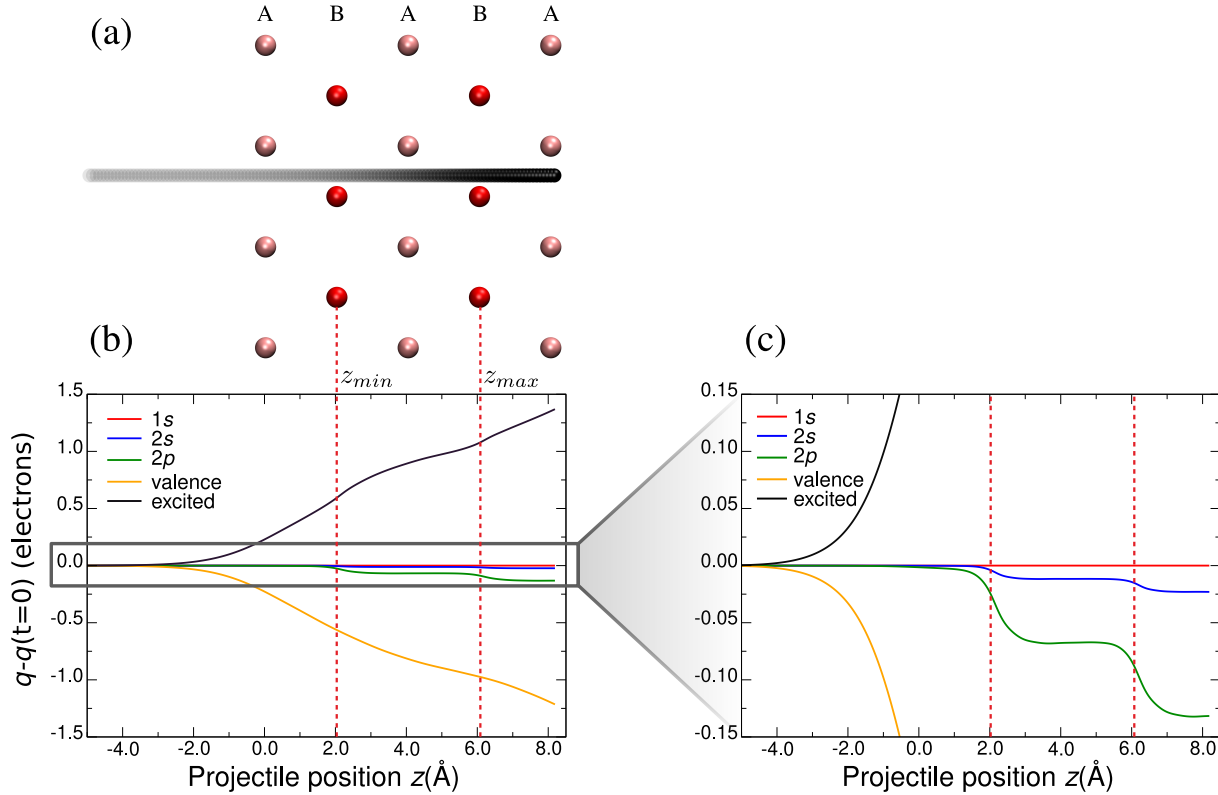 A B A B A
(a)
(b)
(c)
z_min
z_max
1.5
1.0
0.5
0.0
-0.5
-1.0
-1.5
q-q(t=0) (electrons)
1s
2s
2p
valence
excited
-4.0 -2.0 0.0 2.0 4.0 6.0 8.0
Projectile position z(Å)
0.15
0.10
0.05
0.00
-0.05
-0.10
-0.15
1s
2s
2p
valence
excited
-4.0 -2.0 0.0 2.0 4.0 6.0 8.0
Projectile position z(Å)